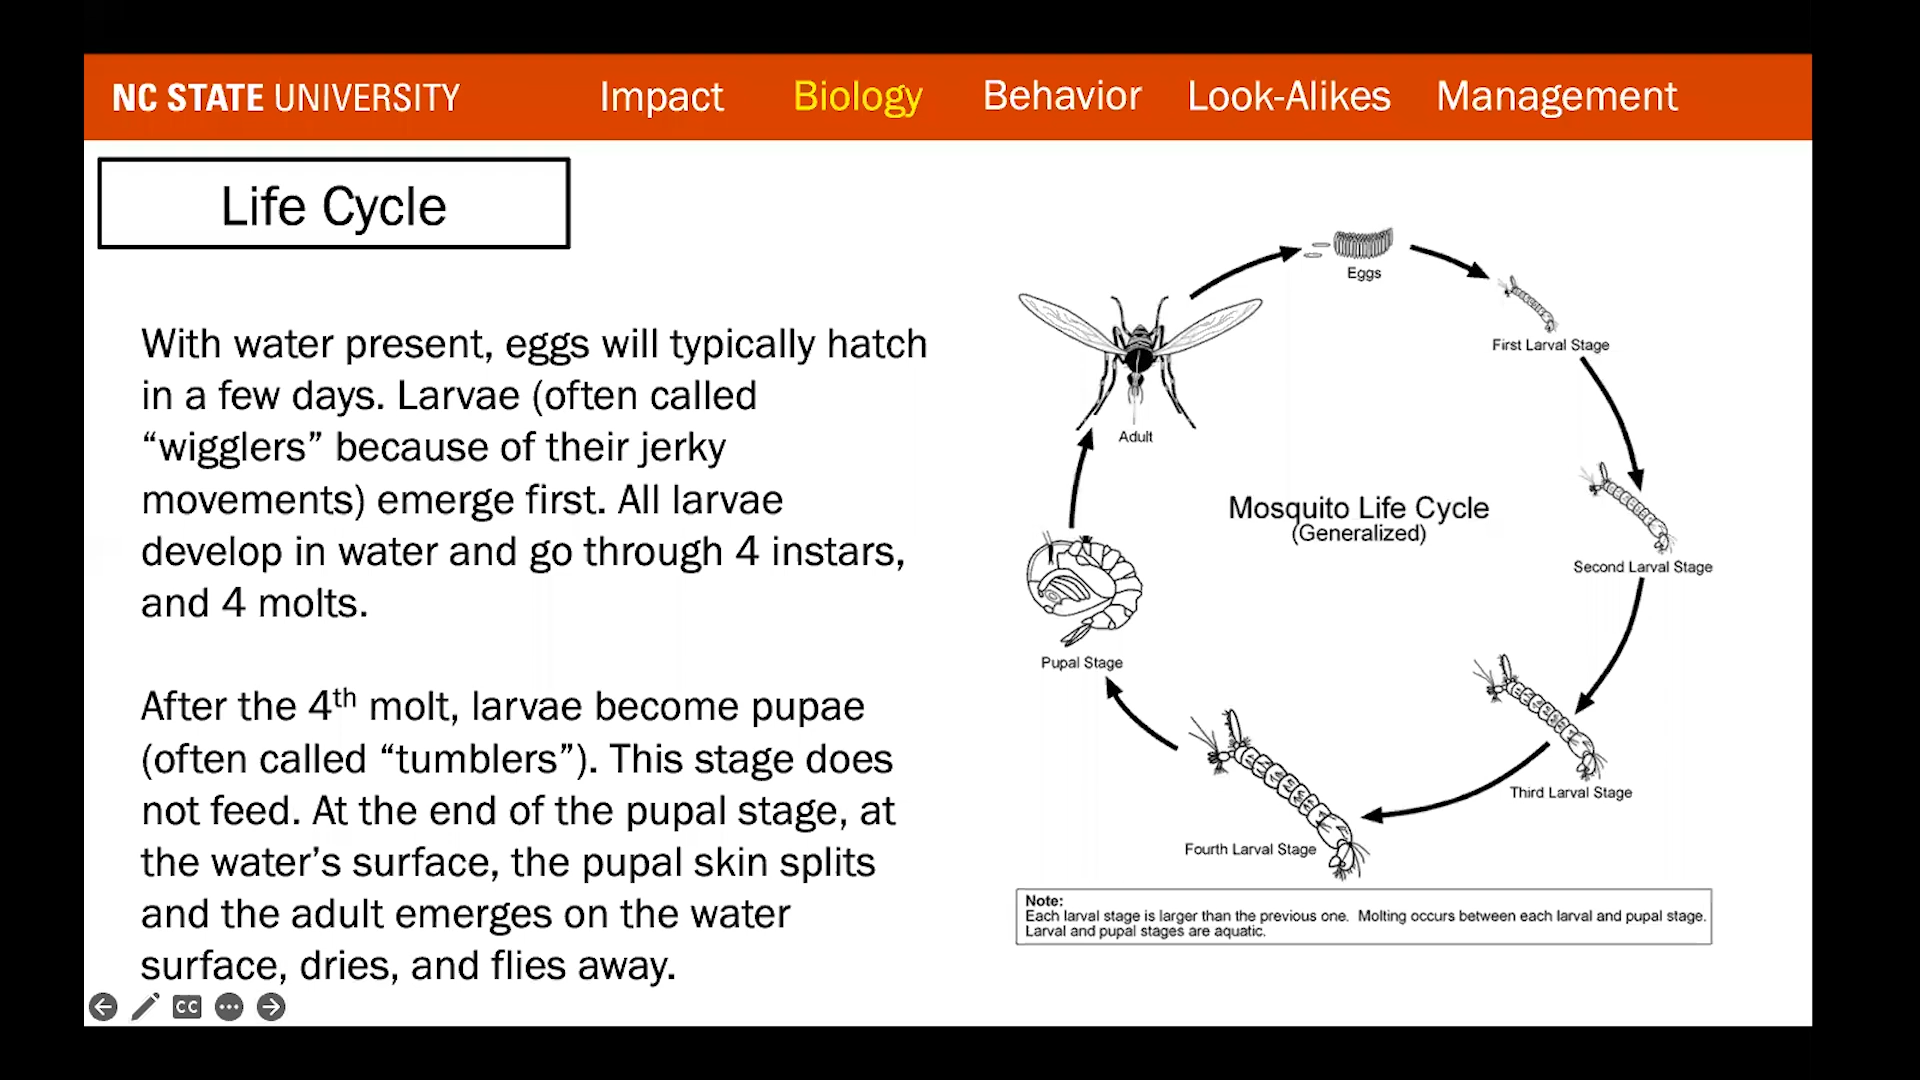 NC STATE UNIVERSITY Impact Biology Behavior Look-Alikes Management
Life Cycle
With water present, eggs will typically hatch
in a few days. Larvae (often called
“wigglers” because of their jerky
movements) emerge first. All larvae
develop in water and go through 4 instars,
and 4 molts.
After the 4th molt, larvae become pupae
(often called “tumblers”). This stage does
not feed. At the end of the pupal stage, at
the water’s surface, the pupal skin splits
and the adult emerges on the water
surface, dries, and flies away.
Eggs
First Larval Stage
Second Larval Stage
Third Larval Stage
Fourth Larval Stage
Pupal Stage
Adult
Mosquito Life Cycle
(Generalized)
Note:
Each larval stage is larger than the previous one. Molting occurs between each larval and pupal stage.
Larval and pupal stages are aquatic.
CC